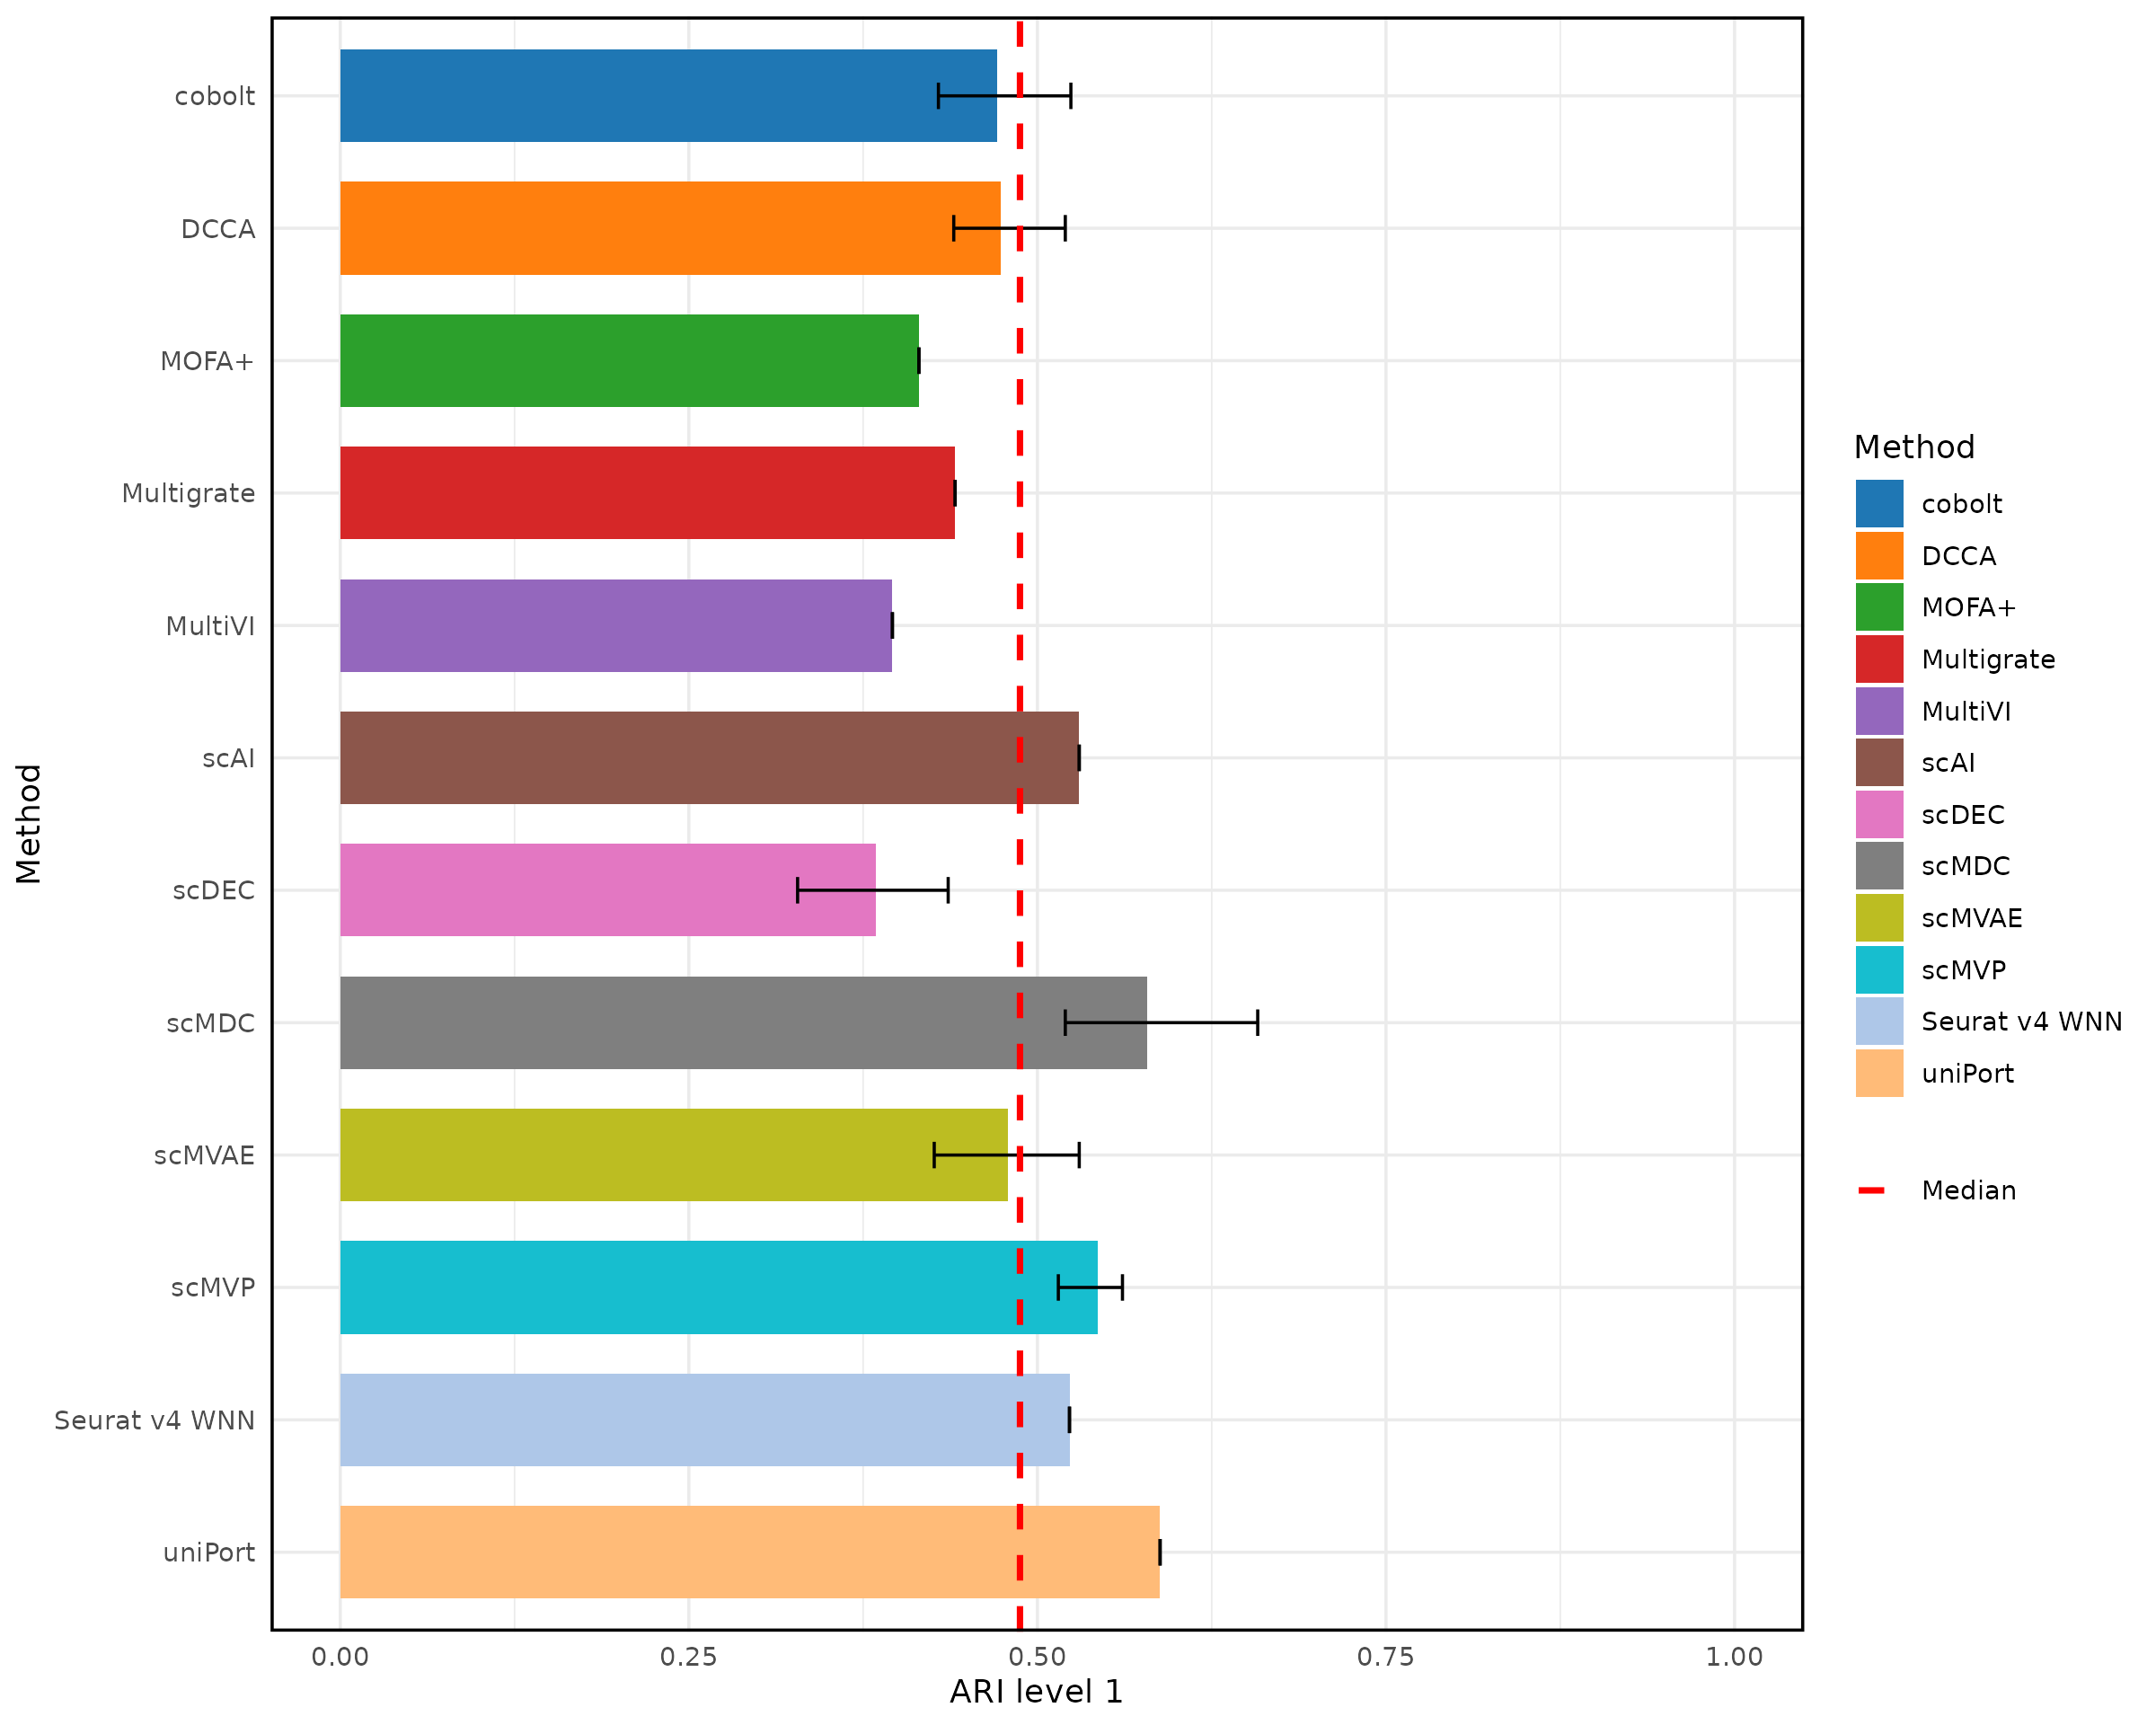 cobolt
DCCA
MOFA+
Multigrate
MultiVI
scAI
scDEC
scMDC
scMVAE
scMVP
Seurat v4 WNN
uniPort
Method
0.00 0.25 0.50 0.75 1.00
ARI level 1
Method
cobolt
DCCA
MOFA+
Multigrate
MultiVI
scAI
scDEC
scMDC
scMVAE
scMVP
Seurat v4 WNN
uniPort
Median